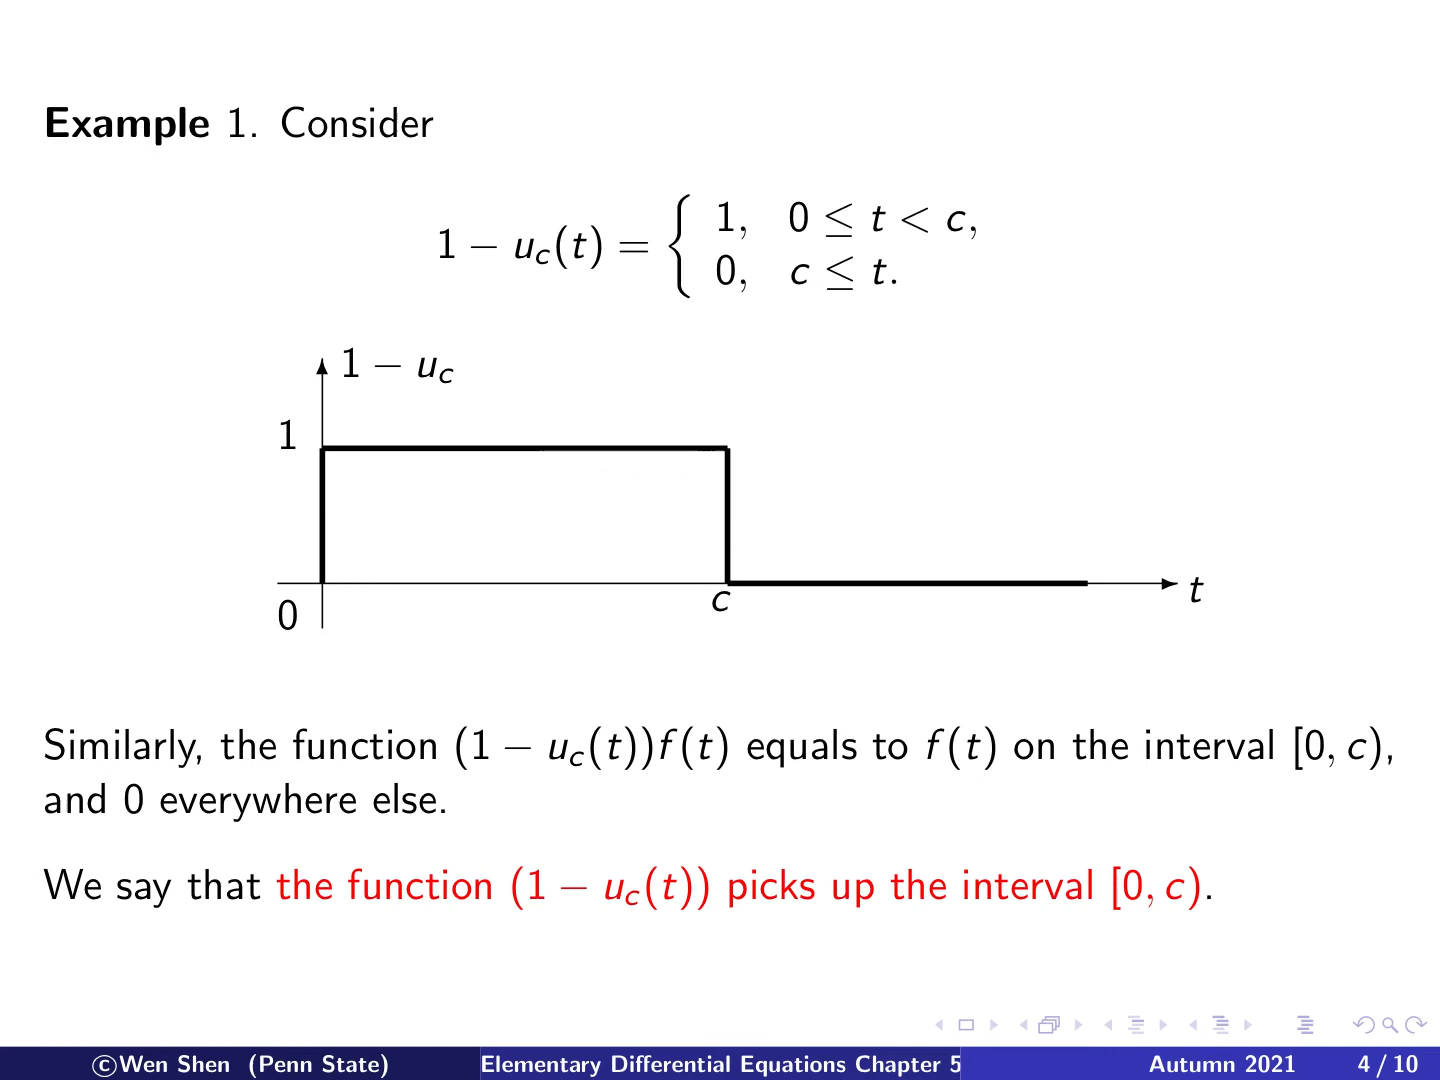 Example 1. Consider
1 − u_c(t) = { 1, 0 ≤ t < c,
0, c ≤ t.
1 − u_c
1
0
c
t
Similarly, the function (1 − u_c(t))f(t) equals to f(t) on the interval [0, c),
and 0 everywhere else.
We say that the function (1 − u_c(t)) picks up the interval [0, c).
©Wen Shen (Penn State) Elementary Differential Equations Chapter 5 Autumn 2021 4 / 10